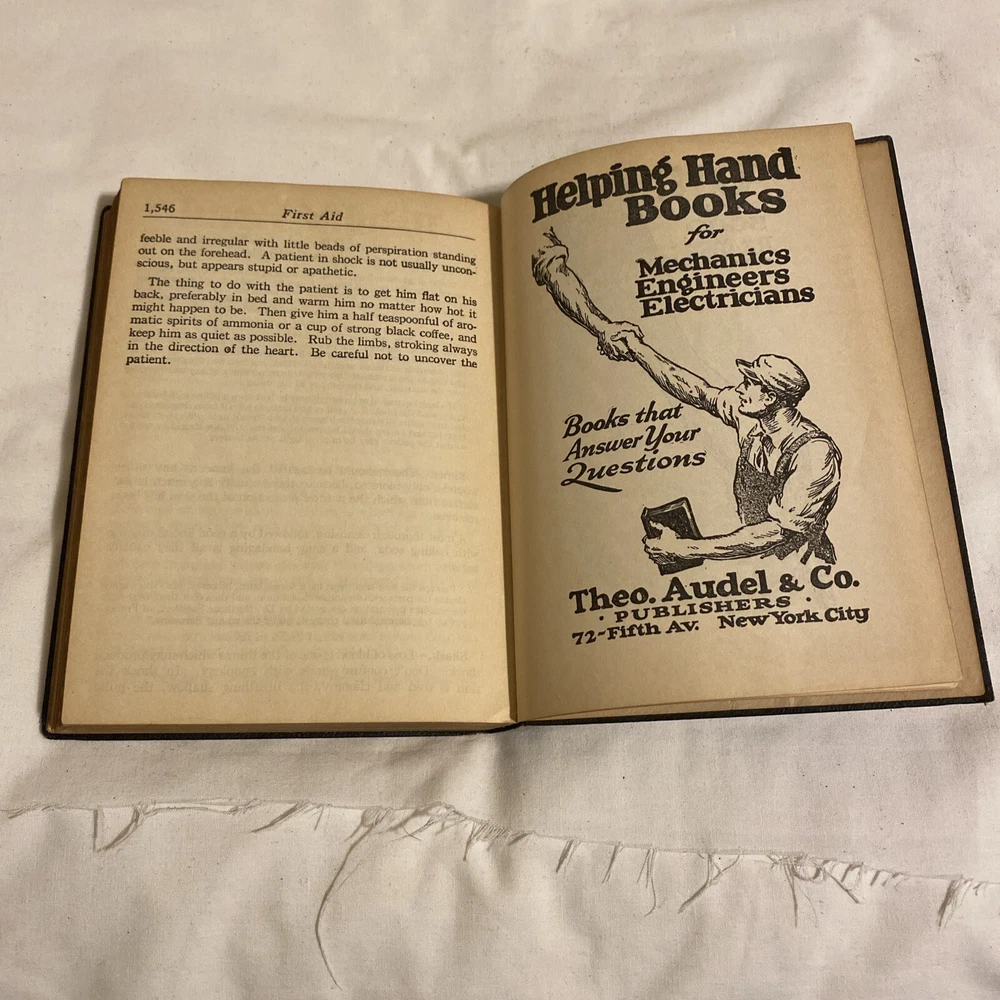 1,546
First Aid
feeble and irregular with little beads of perspiration standing
out on the forehead. A patient in shock is not usually uncon-
scious, but appears stupid or apathetic.
The thing to do with the patient is to get him flat on his
back, preferably in bed and warm him no matter how hot it
might happen to be. Then give him a half teaspoonful of aro-
matic spirits of ammonia or a cup of strong black coffee, and
keep him as quiet as possible. Rub the limbs, stroking always
in the direction of the heart. Be careful not to uncover the
patient.
Helping Hand
Books
for
Mechanics
Engineers
Electricians
Books that
Answer Your
Questions
Theo. Audel & Co.
· PUBLISHERS ·
72-Fifth Av. New York City